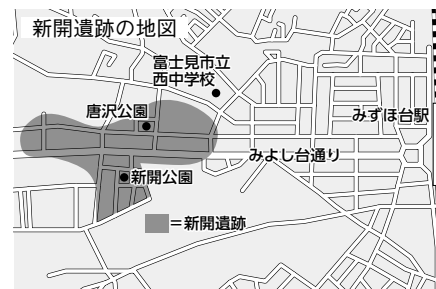 新開遺跡の地図
富士見市立
西中学校
唐沢公園
みずほ台駅
みよし台通り
新開公園
=新開遺跡